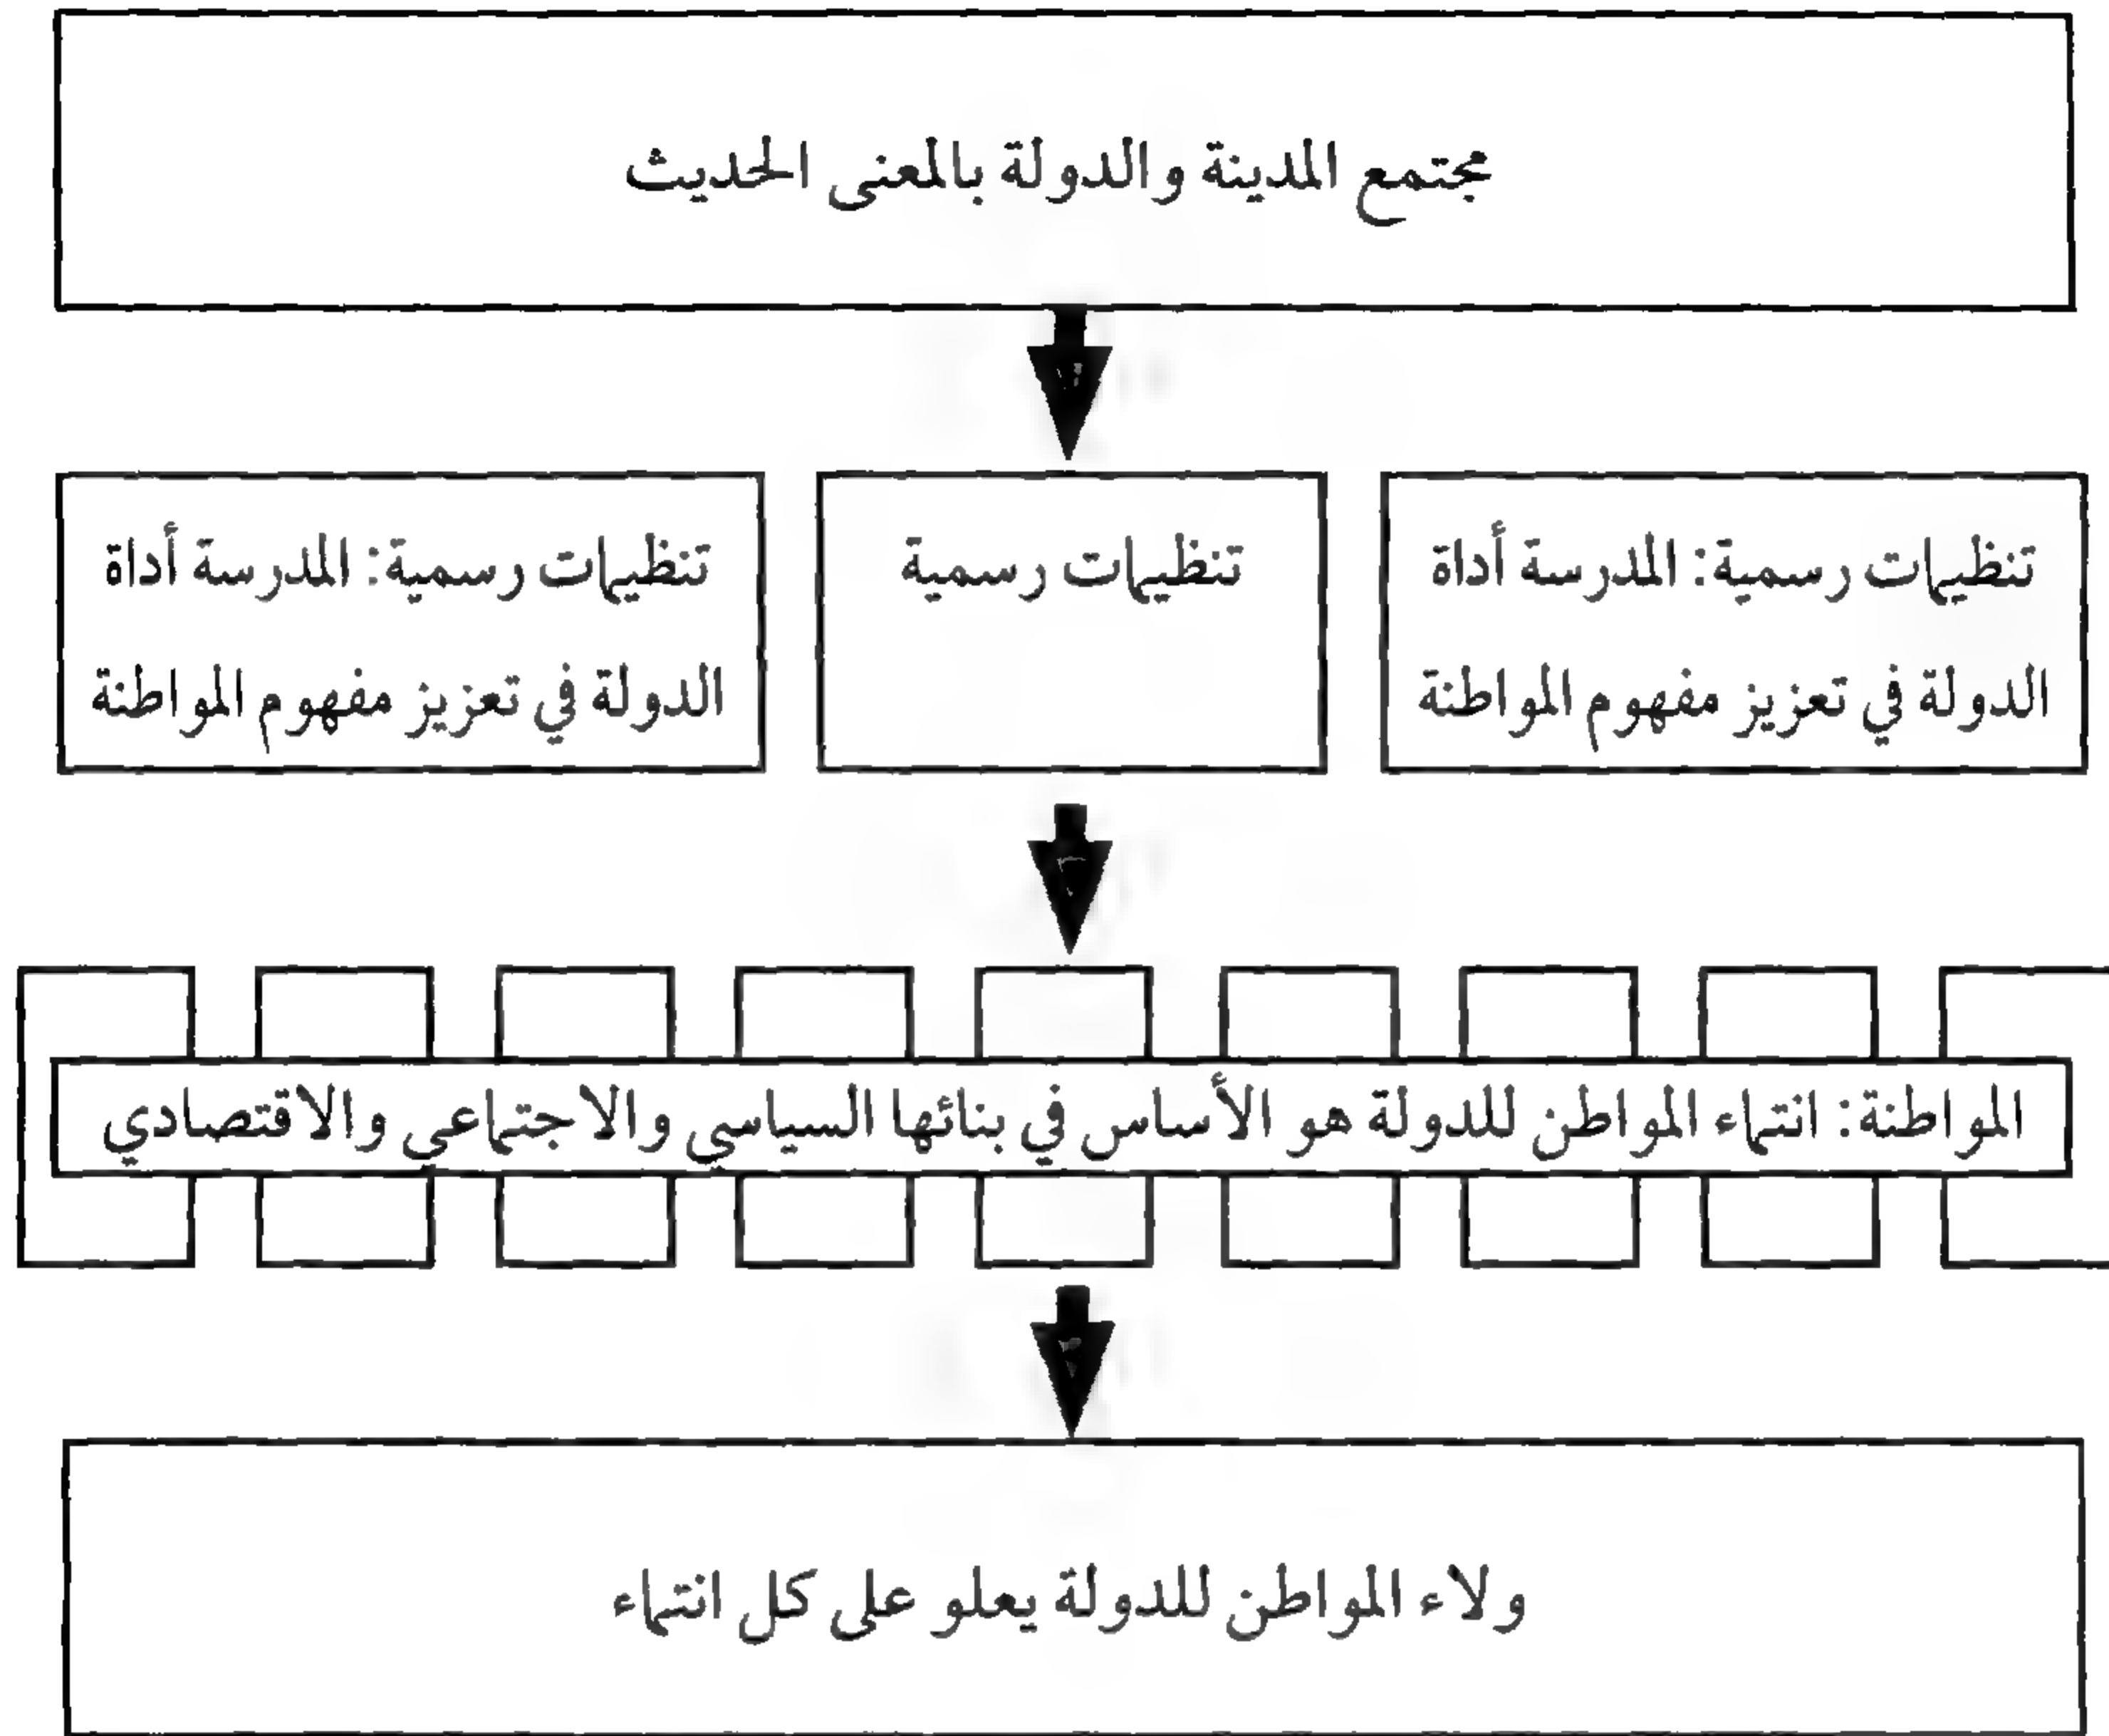 مجتمع المدينة والدولة بالمعنى الحديث
تنظيمات رسمية: المدرسة أداة
الدولة في تعزيز مفهوم المواطنة
تنظيمات رسمية
تنظيمات رسمية: المدرسة أداة
الدولة في تعزيز مفهوم المواطنة
المواطنة: انتماء المواطن للدولة هو الأساس في بنائها السياسي والاجتماعي والاقتصادي
ولاء المواطن للدولة يعلو على كل انتماء